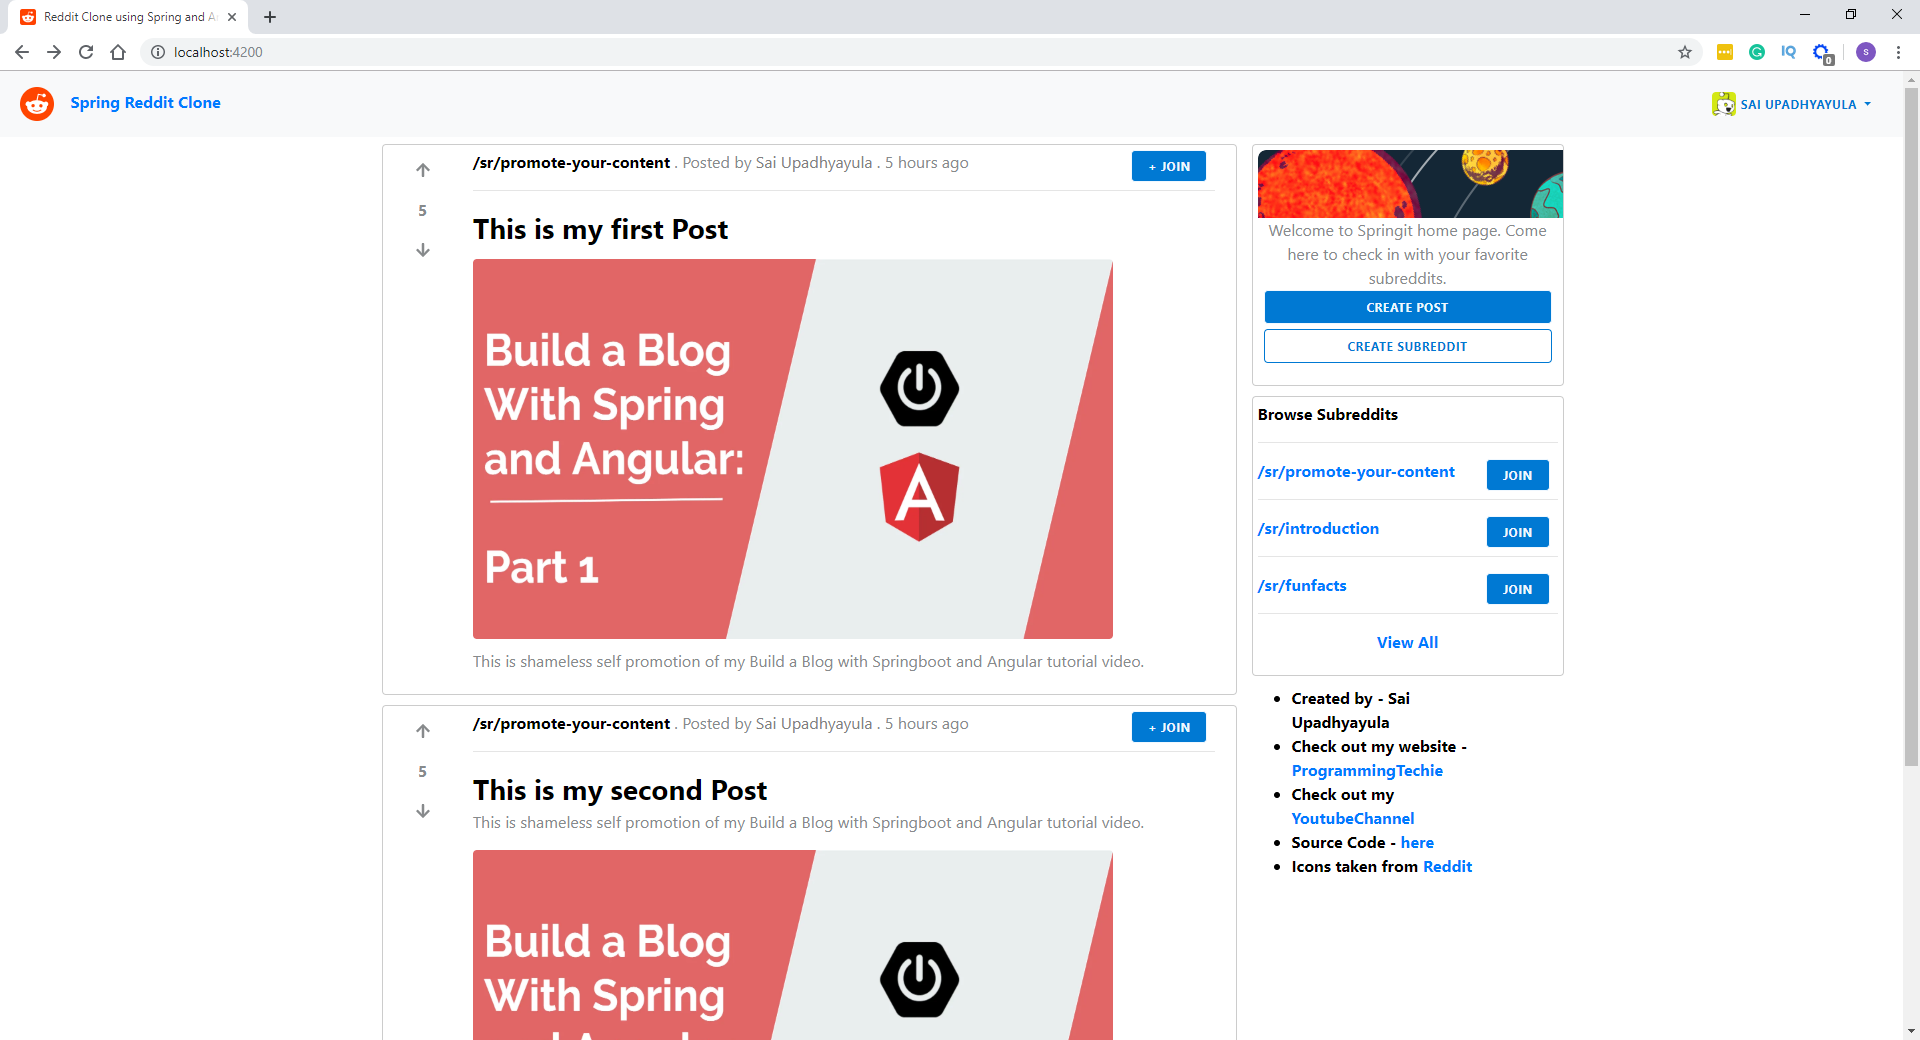 Reddit Clone using Spring and A
localhost:4200
0
S
Spring Reddit Clone
SAI UPADHYAYULA
/sr/promote-your-content . Posted by Sai Upadhyayula . 5 hours ago
+ JOIN
5
This is my first Post
Build a Blog
With Spring
and Angular:
Part 1
A
This is shameless self promotion of my Build a Blog with Springboot and Angular tutorial video.
/sr/promote-your-content . Posted by Sai Upadhyayula . 5 hours ago
+ JOIN
5
This is my second Post
This is shameless self promotion of my Build a Blog with Springboot and Angular tutorial video.
Build a Blog
With Spring
and Angular:
Welcome to Springit home page. Come
here to check in with your favorite
subreddits.
CREATE POST
CREATE SUBREDDIT
Browse Subreddits
/sr/promote-your-content
JOIN
/sr/introduction
JOIN
/sr/funfacts
JOIN
View All
Created by - Sai
Upadhyayula
Check out my website -
ProgrammingTechie
Check out my
YoutubeChannel
Source Code - here
Icons taken from Reddit